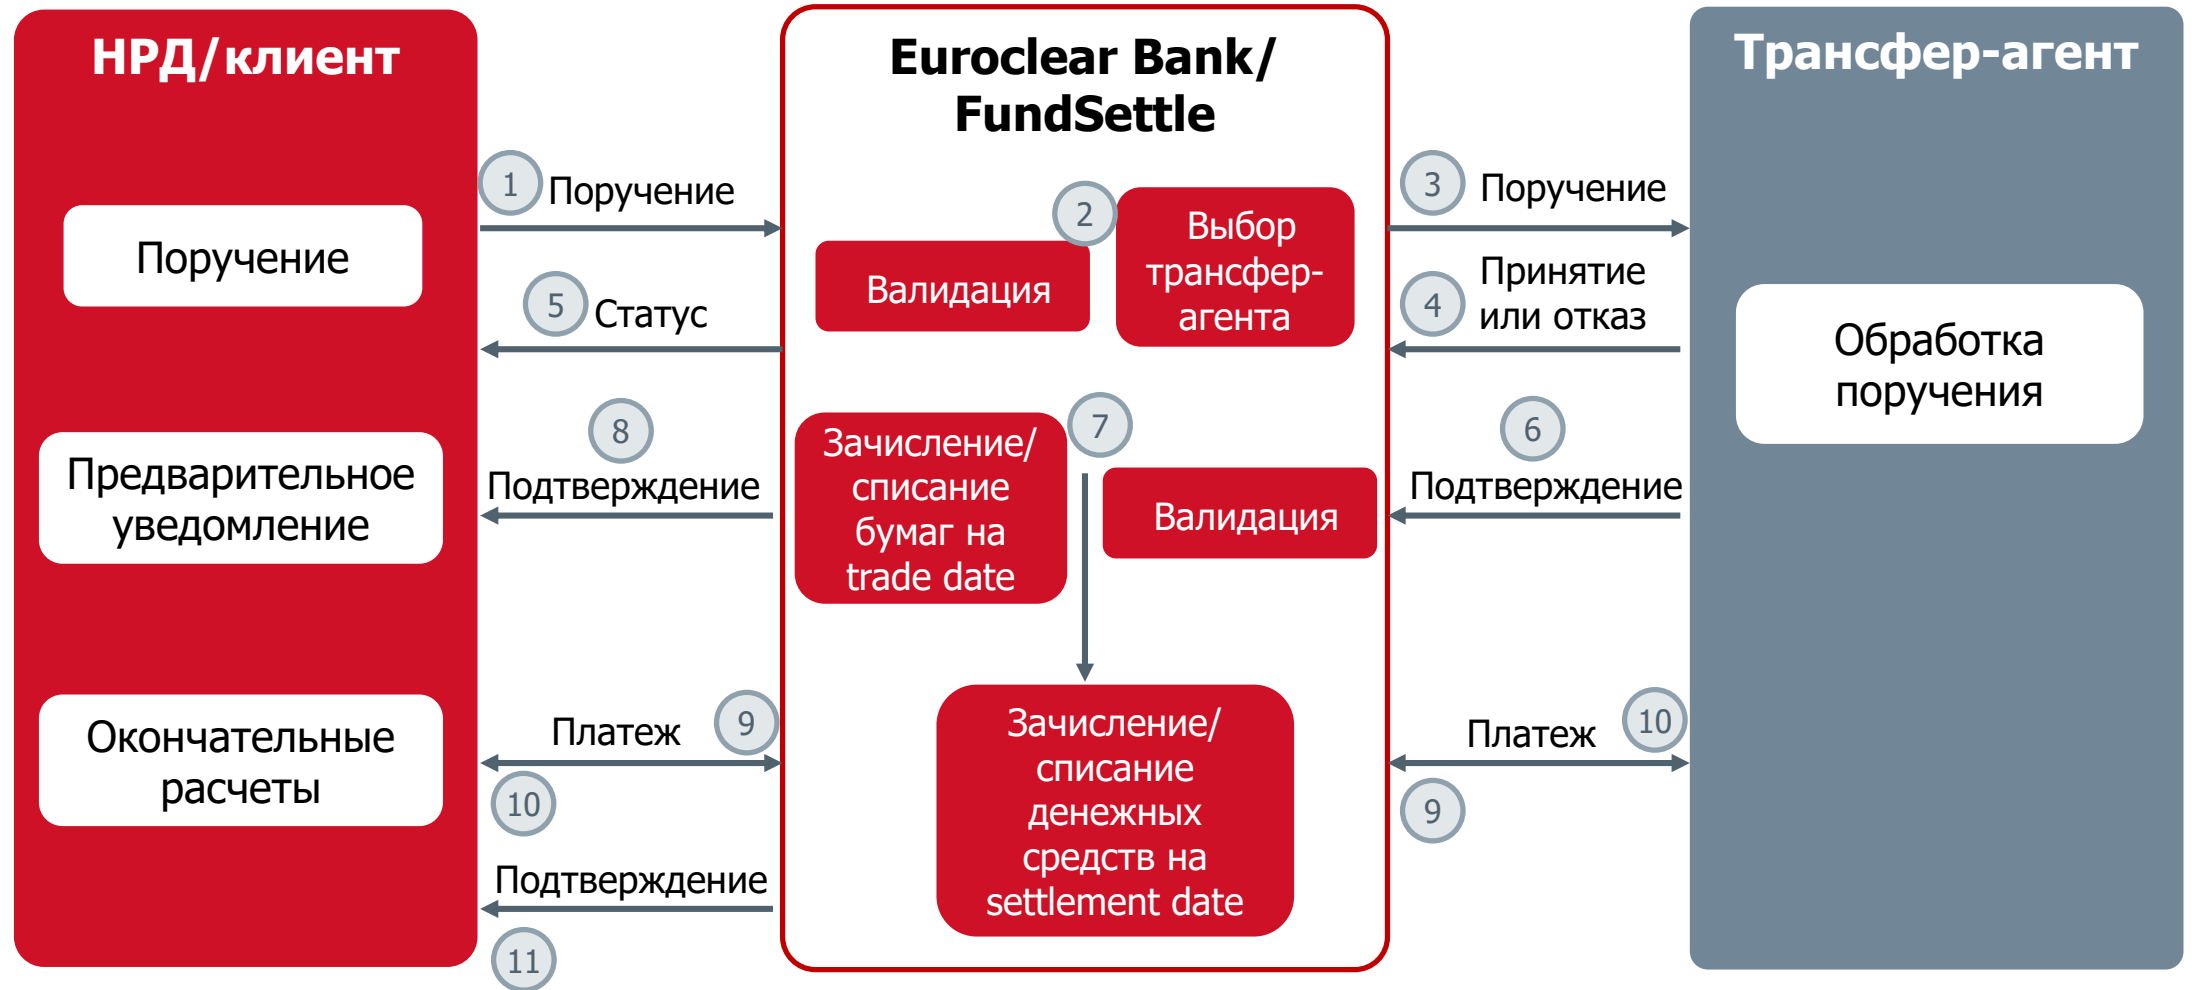 НРД/клиент
Euroclear Bank/
FundSettle
Трансфер-агент
1
Поручение
2
3
Поручение
Поручение
Валидация
Выбор
трансфер-
агента
5
Статус
4
Принятие
или отказ
Обработка
поручения
8
Подтверждение
Предварительное
уведомление
Зачисление/
списание
бумаг на
trade date
7
Валидация
6
Подтверждение
Окончательные
расчеты
Платеж
9
10
Зачисление/
списание
денежных
средств на
settlement date
Платеж
10
9
Подтверждение
11